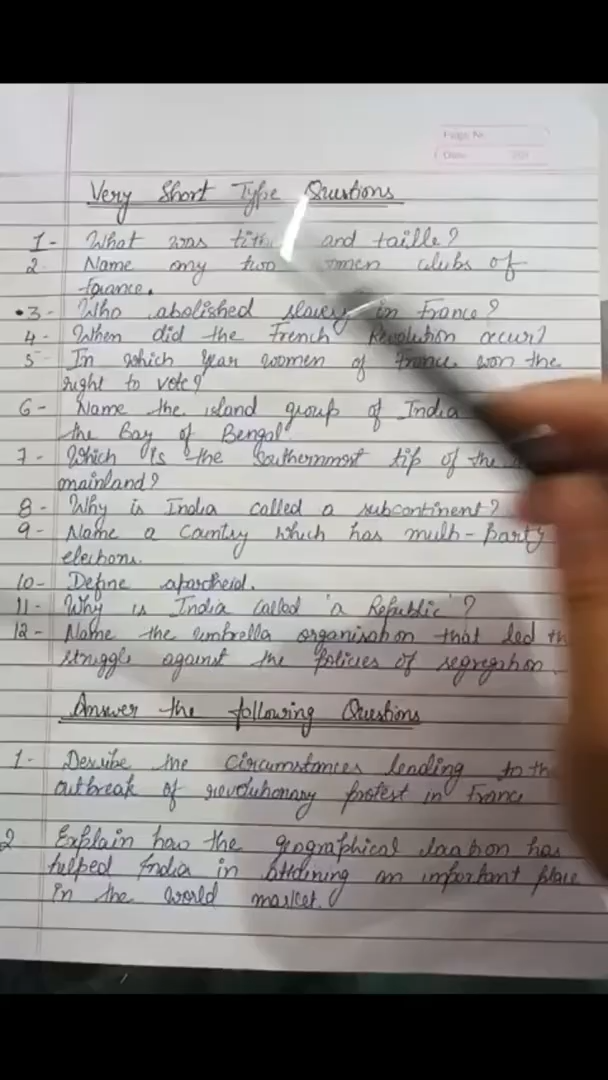 Page No.
Date
Very Short Type Questions
1- What was tith and taille?
2. Name any two women clubs of
france.
•3- Who abolished slavery in France?
4- When did the French Revolution occur?
5- In which year women of France won the
right to vote?
6- Name the island group of India
the Bay of Bengal.
7- Which is the Southernmost tip of the
mainland?
8- Why is India called a subcontinent?
9- Name a Country which has multi-Party
elections.
10- Define apartheid.
11- Why is India called 'a Republic'?
12- Name the umbrella organisation that led th
struggle against the policies of segregation.
Answer the following Questions
1- Describe the circumstances leading to th
outbreak of revolutionary protest in France
2 Explain how the geographical location has
helped India in attaining an important place
in the world market.